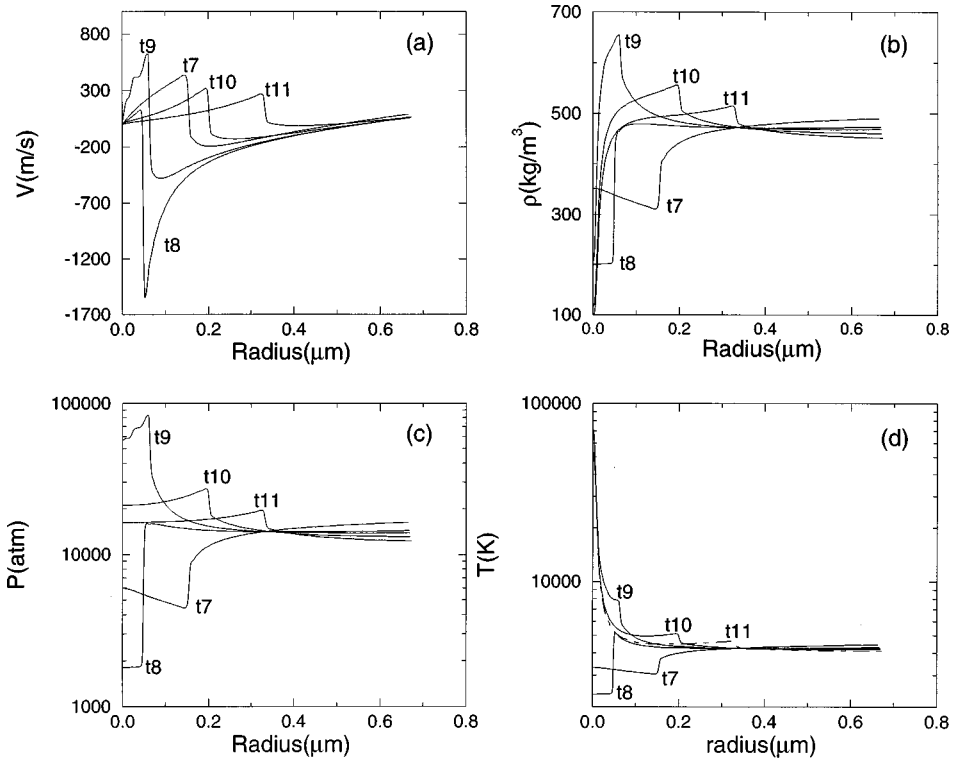 (a)
800
300
-200
-700
-1200
-1700
V(m/s)
t9
t7
t10
t11
t8
0.0 0.2 0.4 0.6 0.8
Radius(μm)
(b)
700
500
300
100
ρ(kg/m³)
t9
t10
t11
t7
t8
0.0 0.2 0.4 0.6 0.8
Radius(μm)
(c)
100000
10000
1000
P(atm)
t9
t10
t11
t7
t8
0.0 0.2 0.4 0.6 0.8
Radius(μm)
(d)
100000
10000
T(K)
t9
t10
t11
t7
t8
0.0 0.2 0.4 0.6 0.8
radius(μm)